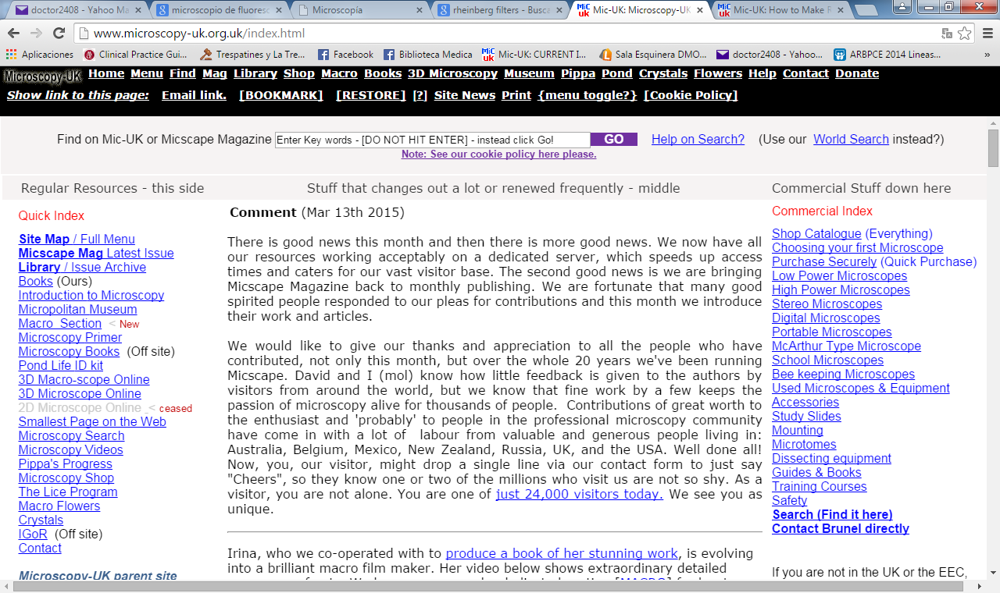 doctor2408 - Yahoo Ma
microscopio de fluoresc
Microscopía
rheinberg filters - Busca
Mic-UK: Microscopy-UK
Mic-UK: How to Make R
www.microscopy-uk.org.uk/index.html
Aplicaciones
Clinical Practice Gui...
Trespatines y La Tre...
Facebook
Biblioteca Medica
Mic-UK: CURRENT I...
Sala Esquinera DMO...
doctor2408 - Yahoo...
ARBPCE 2014 Lineas...
»
Microscopy-UK Home Menu Find Mag Library Shop Macro Books 3D Microscopy Museum Pippa Pond Crystals Flowers Help Contact Donate
Show link to this page: Email link. [BOOKMARK] [RESTORE] [?] Site News Print {menu toggle?} [Cookie Policy]
Find on Mic-UK or Micscape Magazine Enter Key words - [DO NOT HIT ENTER] - instead click Go! GO Help on Search? (Use our World Search instead?)
Note: See our cookie policy here please.
Regular Resources - this side
Stuff that changes out a lot or renewed frequently - middle
Commercial Stuff down here
Quick Index
Site Map / Full Menu
Micscape Mag Latest Issue
Library / Issue Archive
Books (Ours)
Introduction to Microscopy
Micropolitan Museum
Macro Section < New
Microscopy Primer
Microscopy Books (Off site)
Pond Life ID kit
3D Macro-scope Online
3D Microscope Online
2D Microscope Online < ceased
Smallest Page on the Web
Microscopy Search
Microscopy Videos
Pippa's Progress
Microscopy Shop
The Lice Program
Macro Flowers
Crystals
IGoR (Off site)
Contact
Microscopy-UK parent site
Comment (Mar 13th 2015)
There is good news this month and then there is more good news. We now have all
our resources working acceptably on a dedicated server, which speeds up access
times and caters for our vast visitor base. The second good news is we are bringing
Micscape Magazine back to monthly publishing. We are fortunate that many good
spirited people responded to our pleas for contributions and this month we introduce
their work and articles.
We would like to give our thanks and appreciation to all the people who have
contributed, not only this month, but over the whole 20 years we've been running
Micscape. David and I (mol) know how little feedback is given to the authors by
visitors from around the world, but we know that fine work by a few keeps the
passion of microscopy alive for thousands of people. Contributions of great worth to
the enthusiast and 'probably' to people in the professional microscopy community
have come in with a lot of labour from valuable and generous people living in:
Australia, Belgium, Mexico, New Zealand, Russia, UK, and the USA. Well done all!
Now, you, our visitor, might drop a single line via our contact form to just say
"Cheers", so they know one or two of the millions who visit us are not so shy. As a
visitor, you are not alone. You are one of just 24,000 visitors today. We see you as
unique.
Irina, who we co-operated with to produce a book of her stunning work, is evolving
into a brilliant macro film maker. Her video below shows extraordinary detailed
Commercial Index
Shop Catalogue (Everything)
Choosing your first Microscope
Purchase Securely (Quick Purchase)
Low Power Microscopes
High Power Microscopes
Stereo Microscopes
Digital Microscopes
Portable Microscopes
McArthur Type Microscope
School Microscopes
Bee keeping Microscopes
Used Microscopes & Equipment
Accessories
Study Slides
Mounting
Microtomes
Dissecting equipment
Guides & Books
Training Courses
Safety
Search (Find it here)
Contact Brunel directly
If you are not in the UK or the EEC,